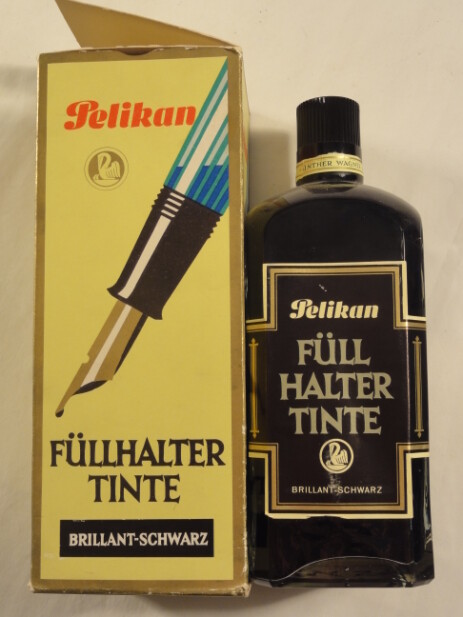 Pelikan
FÜLLHALTER
TINTE
BRILLANT-SCHWARZ
Pelikan
FÜLL
HALTER
TINTE
BRILLANT-SCHWARZ